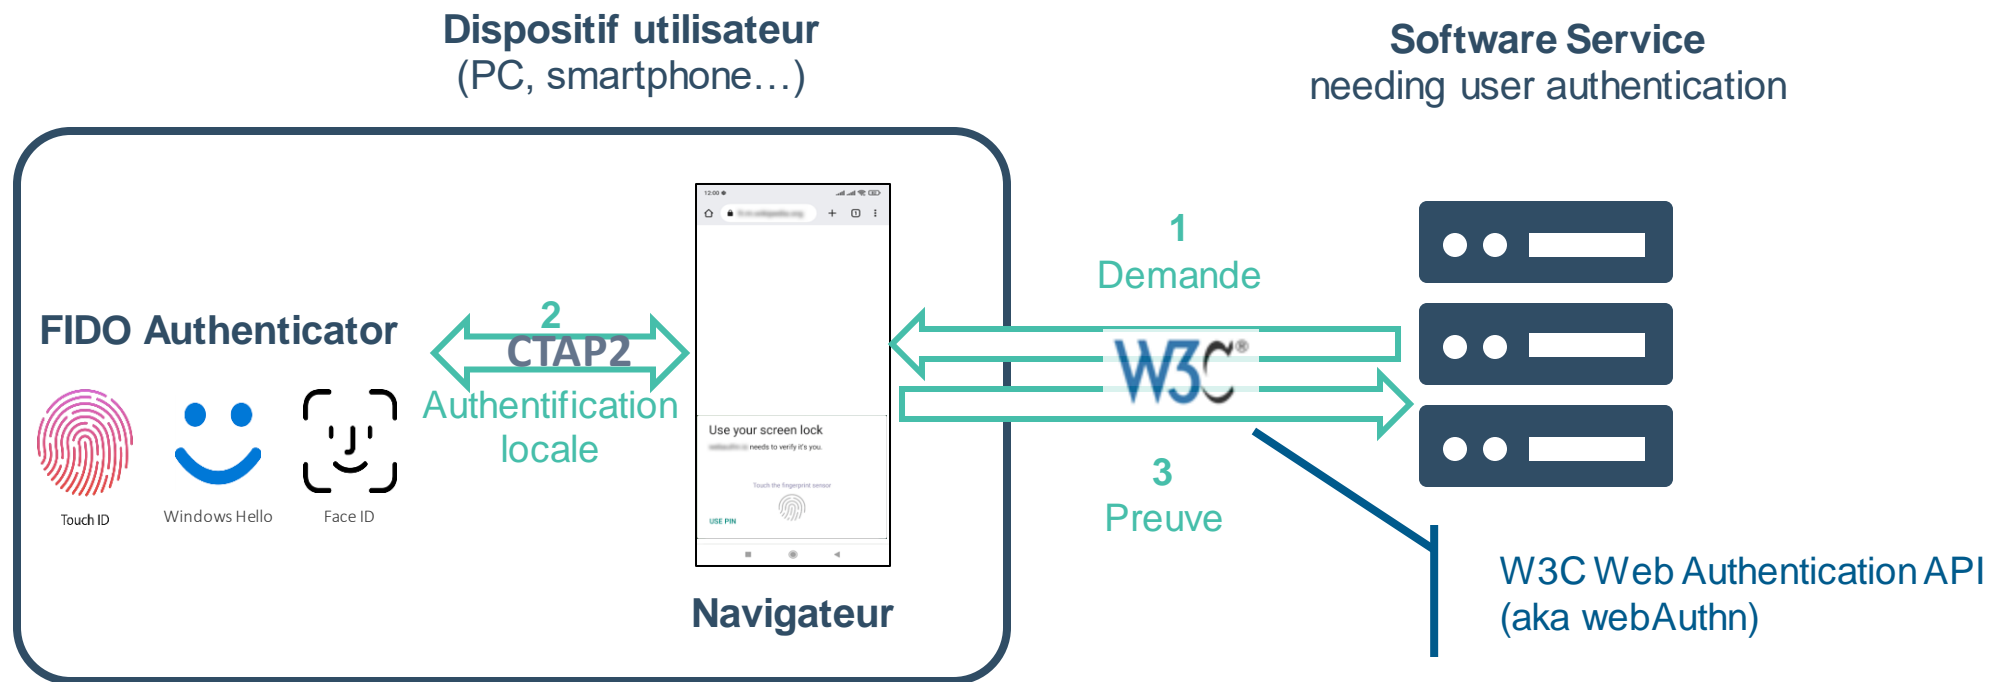 Dispositif utilisateur
(PC, smartphone…)
Software Service
needing user authentication
12:00
1
Demande
2
FIDO Authenticator
CTAP2
W3C®
Authentification
locale
Use your screen lock
needs to verify it's you.
Touch the fingerprint sensor
USE PIN
3
Preuve
Touch ID
Windows Hello
Face ID
Navigateur
W3C Web Authentication API
(aka webAuthn)